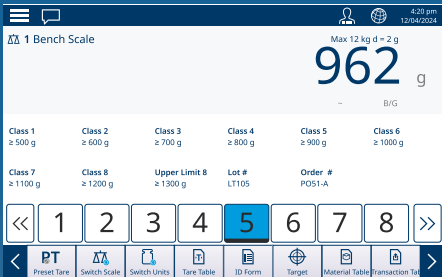 4:20 pm
12/04/2024
1 Bench Scale
Max 12 kg d = 2 g
962 g
– B/G
Class 1 Class 2 Class 3 Class 4 Class 5 Class 6
≥ 500 g ≥ 600 g ≥ 700 g ≥ 800 g ≥ 900 g ≥ 1000 g
Class 7 Class 8 Upper Limit 8 Lot # Order #
≥ 1100 g ≥ 1200 g ≥ 1300 g LT105 PO51-A
1 2 3 4 5 6 7 8
PT
Preset Tare Switch Scale Switch Units Tare Table ID Form Target Material Table Transaction Tab